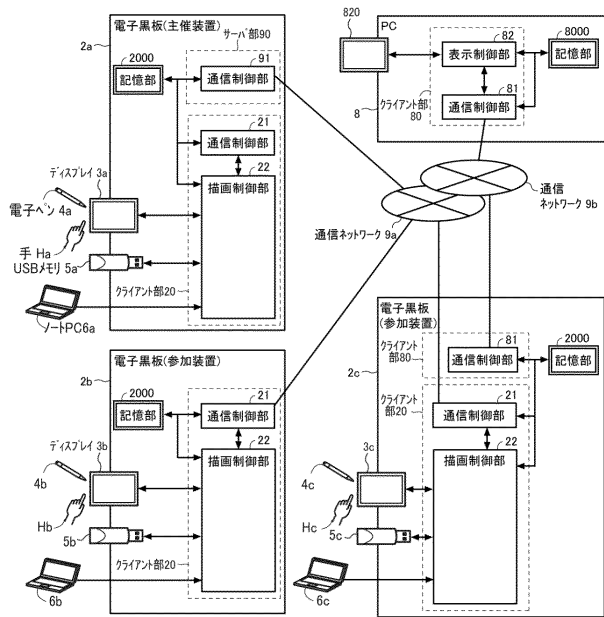 電子黒板(主催装置)
2a
サーバ部90
2000
記憶部
91
通信制御部
21
通信制御部
22
描画制御部
ディスプレイ 3a
電子ペン 4a
手 Ha
USBメモリ 5a
クライアント部20
ノートPC6a
820
PC
82
表示制御部
8000
記憶部
81
通信制御部
クライアント部
80
8
通信
ネットワーク 9b
通信ネットワーク 9a
電子黒板(参加装置)
2b
2000
記憶部
21
通信制御部
22
描画制御部
ディスプレイ 3b
4b
Hb
5b
クライアント部20
6b
電子黒板
(参加装置)
クライアント
部80
81
通信制御部
2000
記憶部
2c
クライアント
部20
21
通信制御部
22
描画制御部
3c
4c
Hc
5c
6c